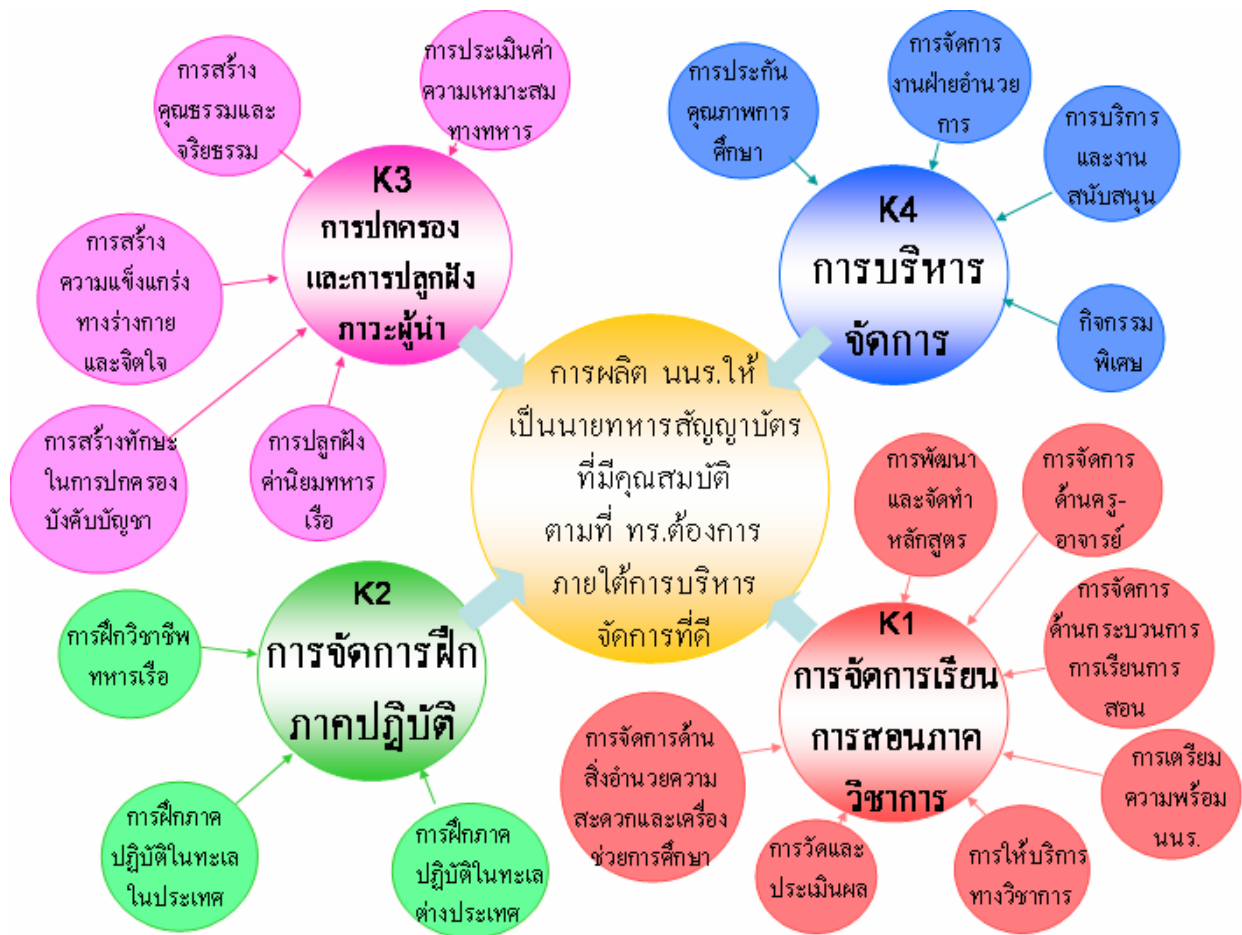 การสร้าง
คุณธรรมและ
จริยธรรม
การประเมินค่า
ความเหมาะสม
ทางทหาร
K3
การปกครอง
และการปลูกฝัง
ภาวะผู้นำ
การสร้าง
ความแข็งแกร่ง
ทางร่างกาย
และจิตใจ
การสร้างทักษะ
ในการปกครอง
บังคับบัญชา
การปลูกฝัง
ค่านิยมทหาร
เรือ
การประกัน
คุณภาพการ
ศึกษา
การจัดการ
งานฝ่ายอำนวย
การ
การบริการ
และงาน
สนับสนุน
กิจกรรม
พิเศษ
K4
การบริหาร
จัดการ
การผลิต นนร.ให้
เป็นนายทหารสัญญาบัตร
ที่มีคุณสมบัติ
ตามที่ ทร.ต้องการ
ภายใต้การบริหาร
จัดการที่ดี
K2
การจัดการฝึก
ภาคปฏิบัติ
การฝึกวิชาชีพ
ทหารเรือ
การฝึกภาค
ปฏิบัติในทะเล
ในประเทศ
การฝึกภาค
ปฏิบัติในทะเล
ต่างประเทศ
การพัฒนา
และจัดทำ
หลักสูตร
การจัดการ
ด้านครู-
อาจารย์
K1
การจัดการเรียน
การสอนภาค
วิชาการ
การจัดการ
ด้านกระบวนการ
การเรียนการ
สอน
การเตรียม
ความพร้อม
นนร.
การให้บริการ
ทางวิชาการ
การวัดและ
ประเมินผล
การจัดการด้าน
สิ่งอำนวยความ
สะดวกและเครื่อง
ช่วยการศึกษา